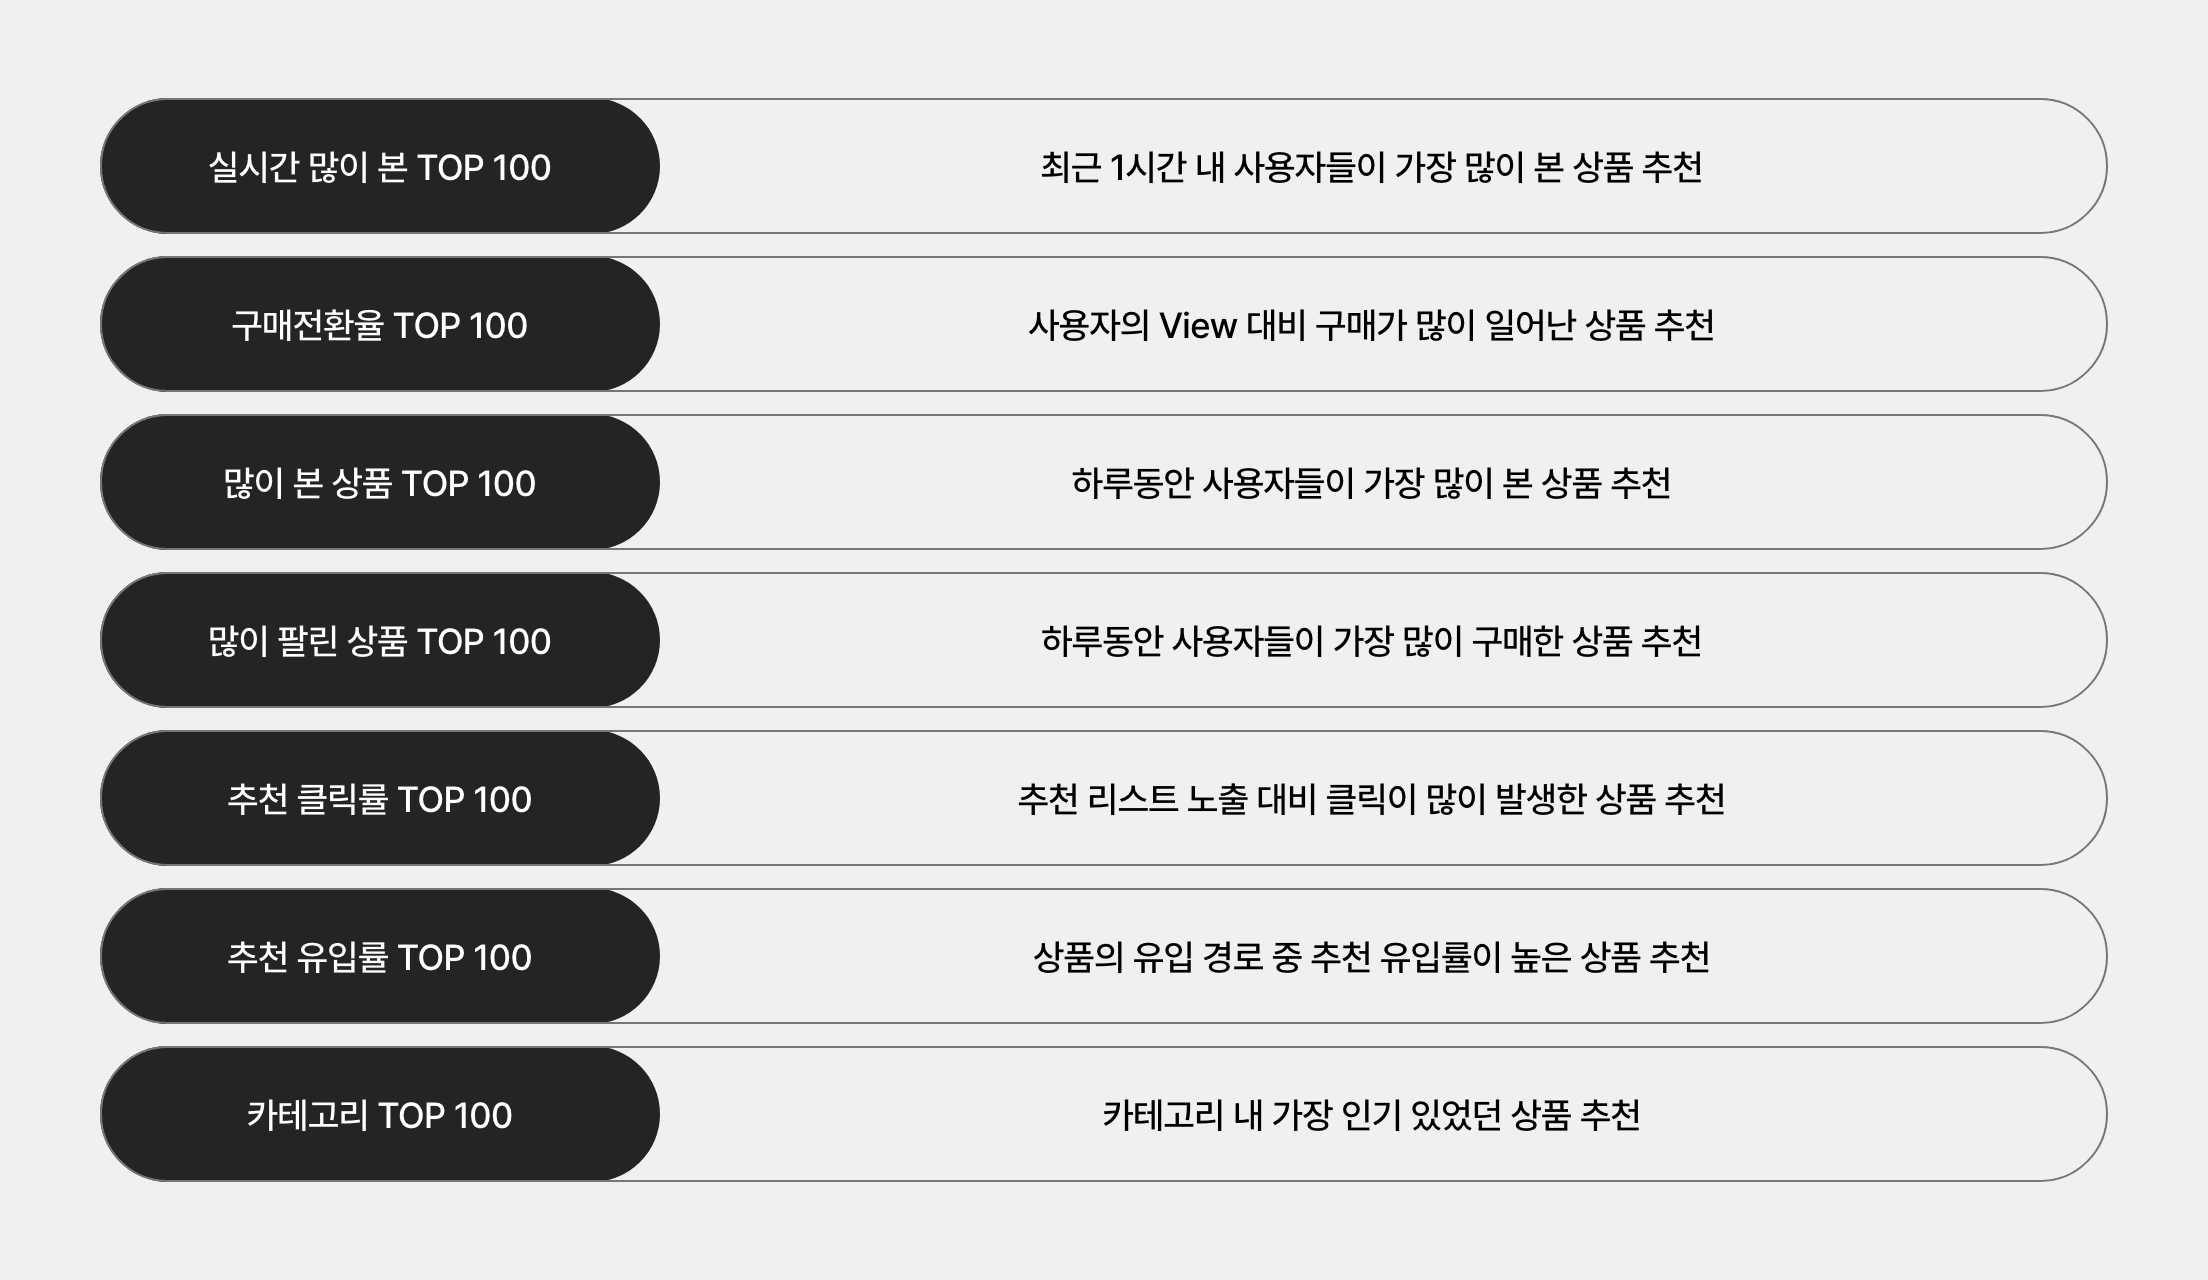 실시간 많이 본 TOP 100
최근 1시간 내 사용자들이 가장 많이 본 상품 추천
구매전환율 TOP 100
사용자의 View 대비 구매가 많이 일어난 상품 추천
많이 본 상품 TOP 100
하루동안 사용자들이 가장 많이 본 상품 추천
많이 팔린 상품 TOP 100
하루동안 사용자들이 가장 많이 구매한 상품 추천
추천 클릭률 TOP 100
추천 리스트 노출 대비 클릭이 많이 발생한 상품 추천
추천 유입률 TOP 100
상품의 유입 경로 중 추천 유입률이 높은 상품 추천
카테고리 TOP 100
카테고리 내 가장 인기 있었던 상품 추천